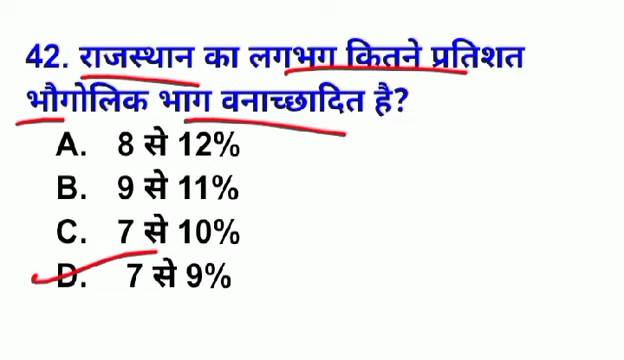 42. राजस्थान का लगभग कितने प्रतिशत
भौगोलिक भाग वनाच्छादित है?
A. 8 से 12%
B. 9 से 11%
C. 7 से 10%
D. 7 से 9%